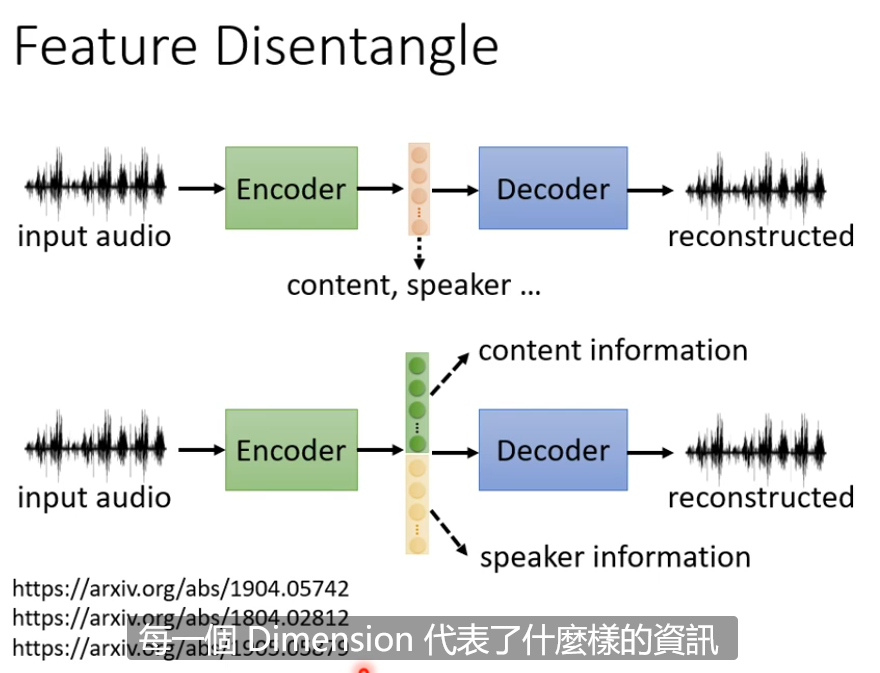 Feature Disentangle
Encoder
Decoder
input audio
reconstructed
content, speaker ...
content information
Encoder
Decoder
input audio
reconstructed
speaker information
https://arxiv.org/abs/1904.05742
https://arxiv.org/abs/1804.02812
https://arxiv.org/abs/1905.05879
每一個 Dimension 代表了什麼樣的資訊